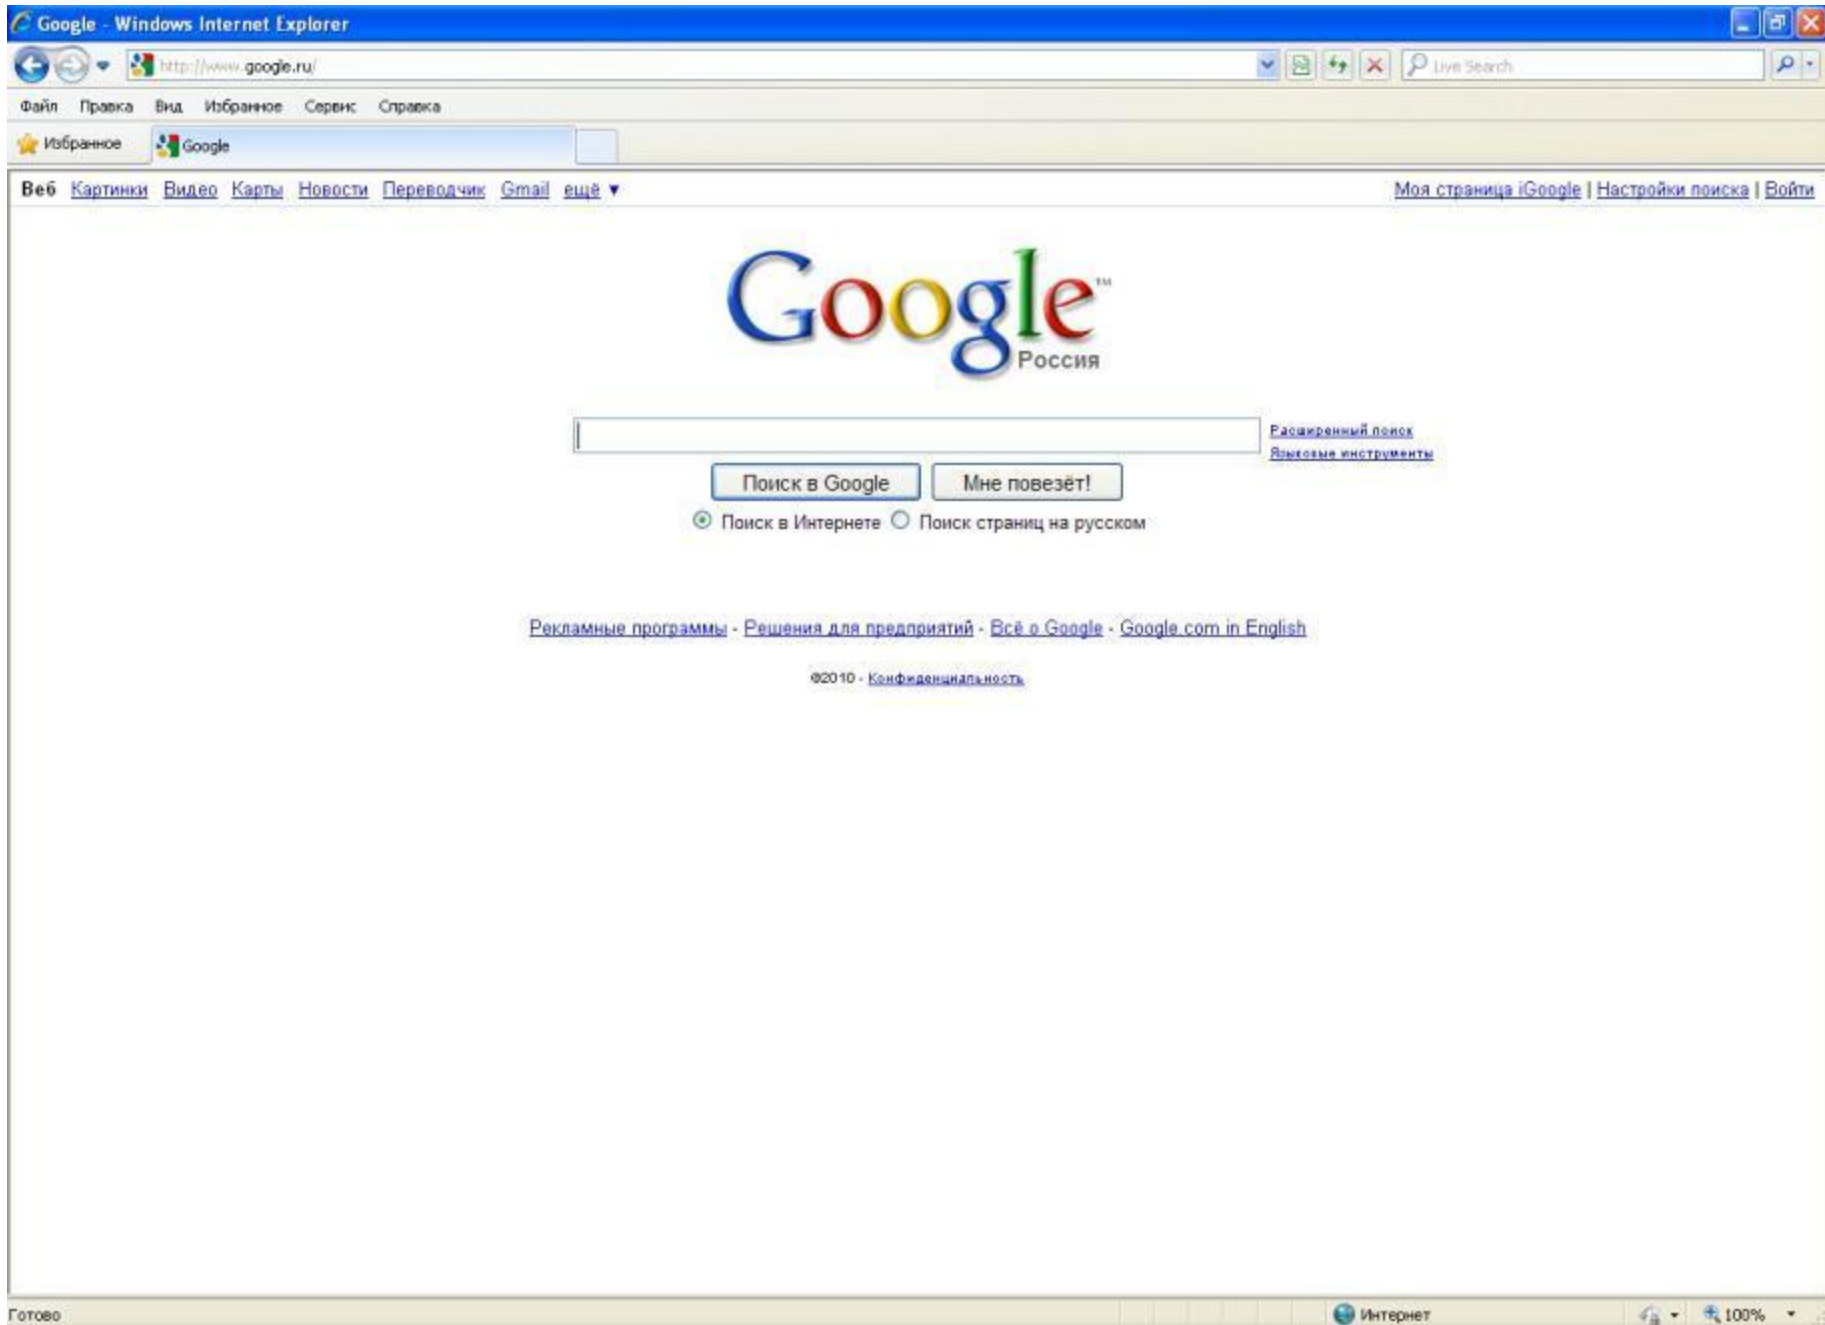 Google - Windows Internet Explorer
http://www.google.ru/
Live Search
Файл Правка Вид Избранное Сервис Справка
Избранное Google
Веб Картинки Видео Карты Новости Переводчик Gmail ещё ▼ Моя страница iGoogle | Настройки поиска | Войти
Google™
Россия
Расширенный поиск
Языковые инструменты
Поиск в Google Мне повезёт!
Поиск в Интернете Поиск страниц на русском
Рекламные программы - Решения для предприятий - Всё о Google - Google.com in English
©2010 - Конфиденциальность
Готово Интернет 100%